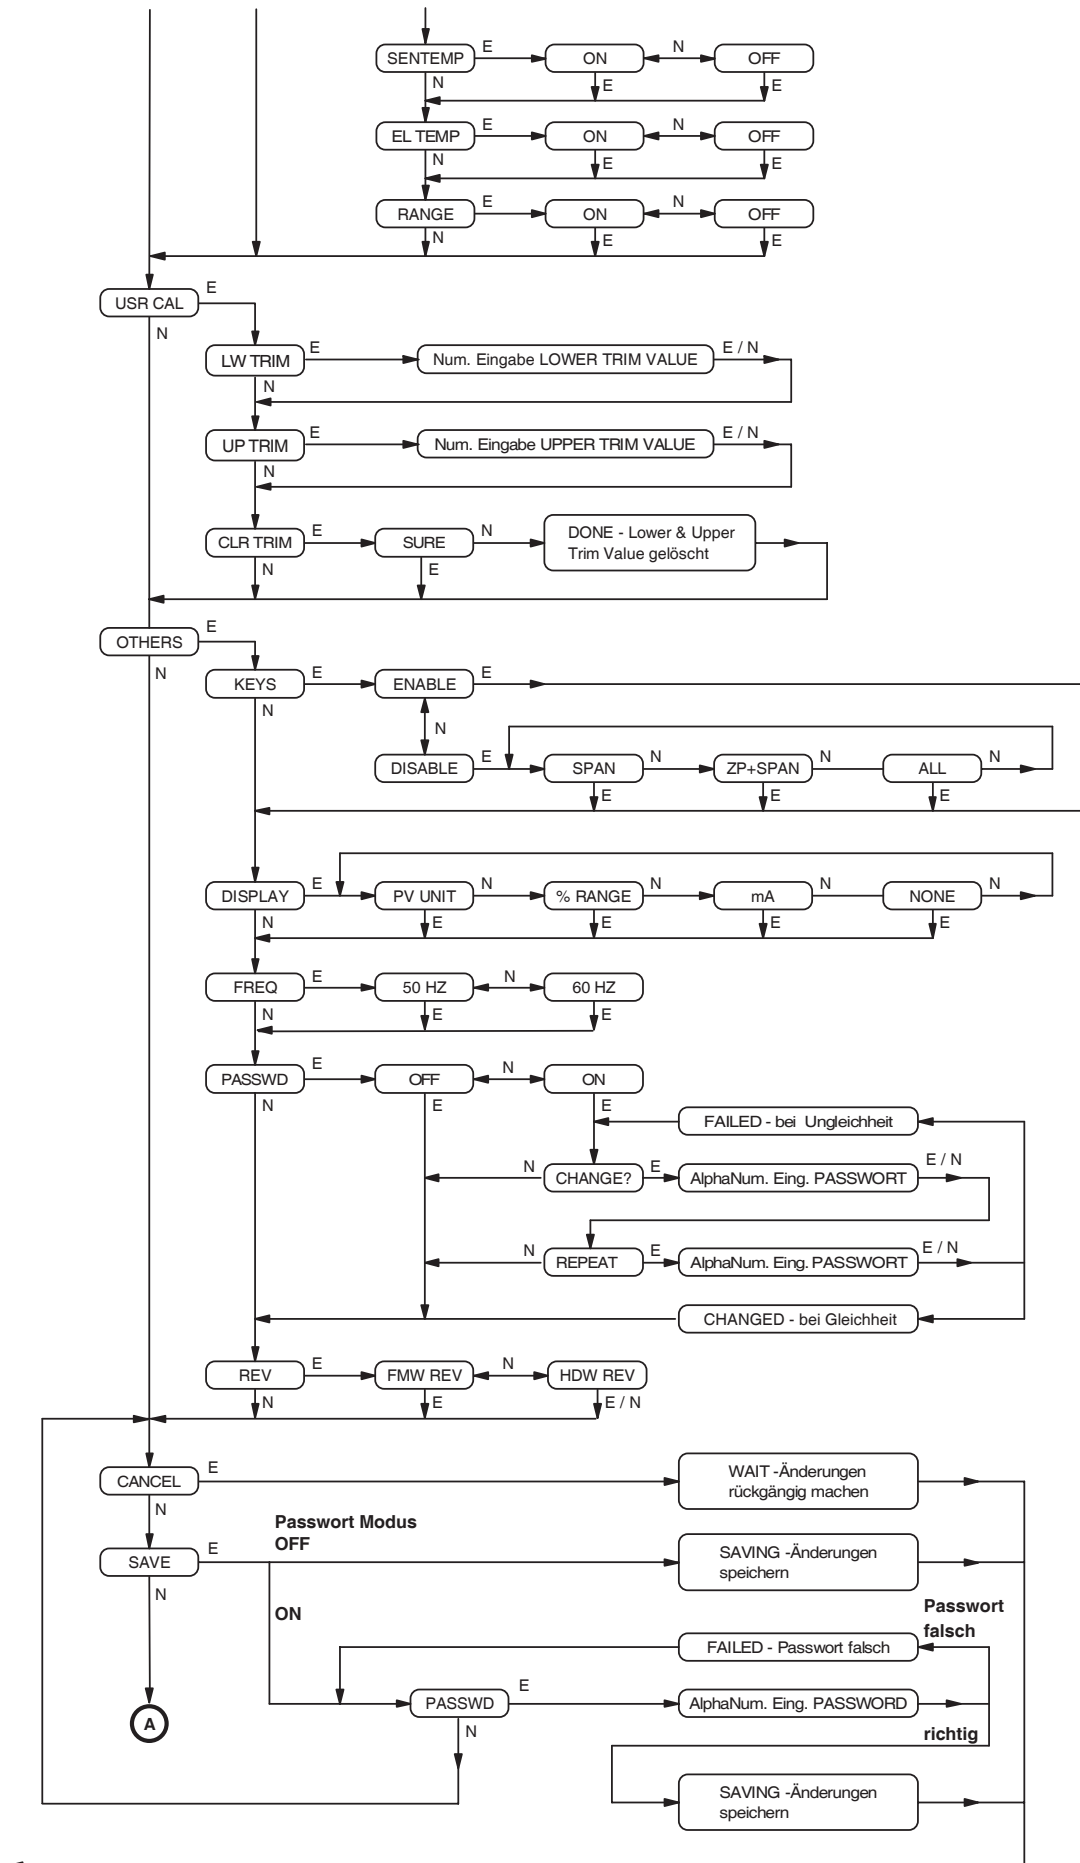 SENTEMP E ON N OFF
N E E
EL TEMP E ON N OFF
N E E
RANGE E ON N OFF
N E E
USR CAL E
N
LW TRIM E Num. Eingabe LOWER TRIM VALUE E / N
N
UP TRIM E Num. Eingabe UPPER TRIM VALUE E / N
N
CLR TRIM E SURE N DONE - Lower & Upper
Trim Value gelöscht
N E
OTHERS E
N
KEYS E ENABLE E
N
N
DISABLE E SPAN N ZP+SPAN N ALL N
E E E
DISPLAY E PV UNIT N % RANGE N mA N NONE N
N E E E E
FREQ E 50 HZ N 60 HZ
N E E
PASSWD E OFF N ON
N E E
FAILED - bei Ungleichheit
N CHANGE? E AlphaNum. Eing. PASSWORT E / N
N REPEAT E AlphaNum. Eing. PASSWORT E / N
CHANGED - bei Gleichheit
REV E FMW REV N HDW REV
N E E / N
CANCEL E WAIT -Änderungen
rückgängig machen
N
Passwort Modus
OFF
SAVE E SAVING -Änderungen
speichern
N
ON
Passwort
falsch
FAILED - Passwort falsch
PASSWD E AlphaNum. Eing. PASSWORD
A
N
richtig
SAVING -Änderungen
speichern